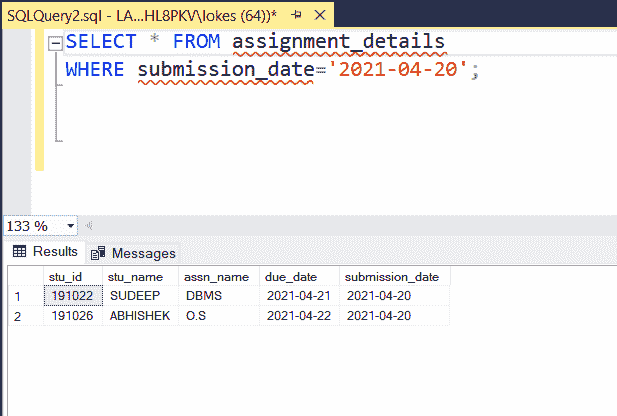 SQLQuery2.sql - LA...HL8PKV\lokes (64))*
SELECT * FROM assignment_details
WHERE submission_date='2021-04-20';
133 %
Results Messages
stu_id stu_name assn_name due_date submission_date
1 191022 SUDEEP DBMS 2021-04-21 2021-04-20
2 191026 ABHISHEK O.S 2021-04-22 2021-04-20